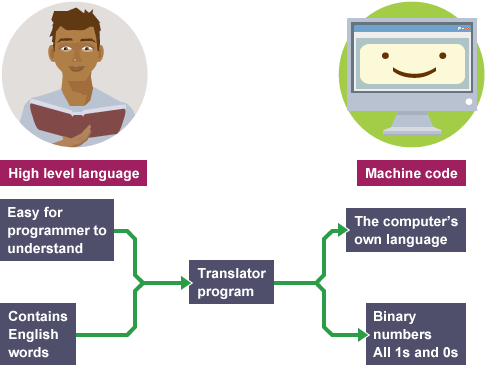 High level language
Machine code
Easy for
programmer to
understand
The computer's
own language
Translator
program
Contains
English
words
Binary
numbers
All 1s and 0s